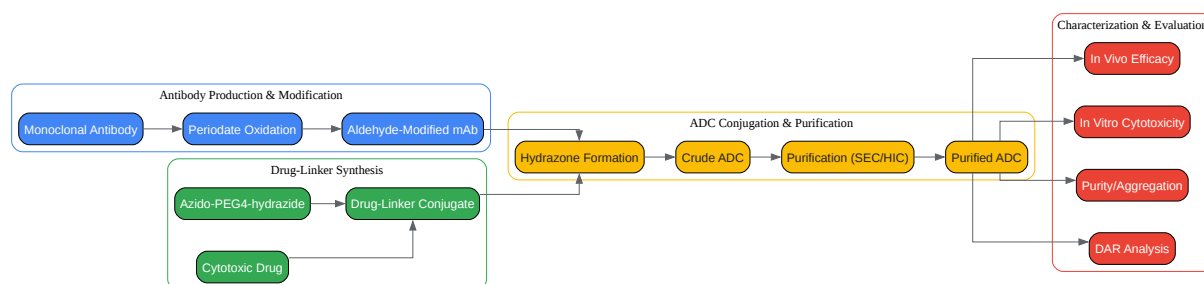 Characterization & Evaluation
In Vivo Efficacy
Antibody Production & Modification
Monoclonal Antibody
Periodate Oxidation
Aldehyde-Modified mAb
ADC Conjugation & Purification
Hydrazone Formation
Crude ADC
Purification (SEC/HIC)
Purified ADC
In Vitro Cytotoxicity
Purity/Aggregation
DAR Analysis
Drug-Linker Synthesis
Azido-PEG4-hydrazide
Drug-Linker Conjugate
Cytotoxic Drug